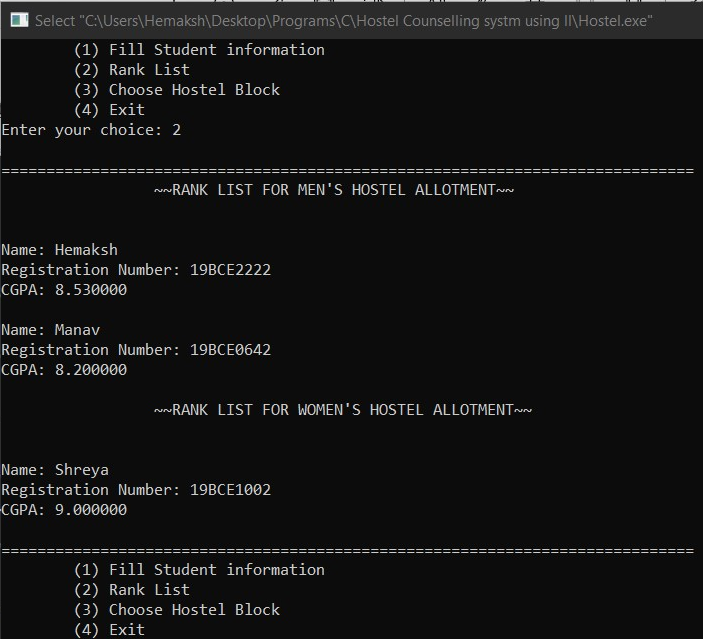 Select "C:\Users\Hemaksh\Desktop\Programs\C\Hostel Counselling systm using ll\Hostel.exe"
(1) Fill Student information
(2) Rank List
(3) Choose Hostel Block
(4) Exit
Enter your choice: 2
=============================================================================
~~RANK LIST FOR MEN'S HOSTEL ALLOTMENT~~
Name: Hemaksh
Registration Number: 19BCE2222
CGPA: 8.530000
Name: Manav
Registration Number: 19BCE0642
CGPA: 8.200000
~~RANK LIST FOR WOMEN'S HOSTEL ALLOTMENT~~
Name: Shreya
Registration Number: 19BCE1002
CGPA: 9.000000
=============================================================================
(1) Fill Student information
(2) Rank List
(3) Choose Hostel Block
(4) Exit